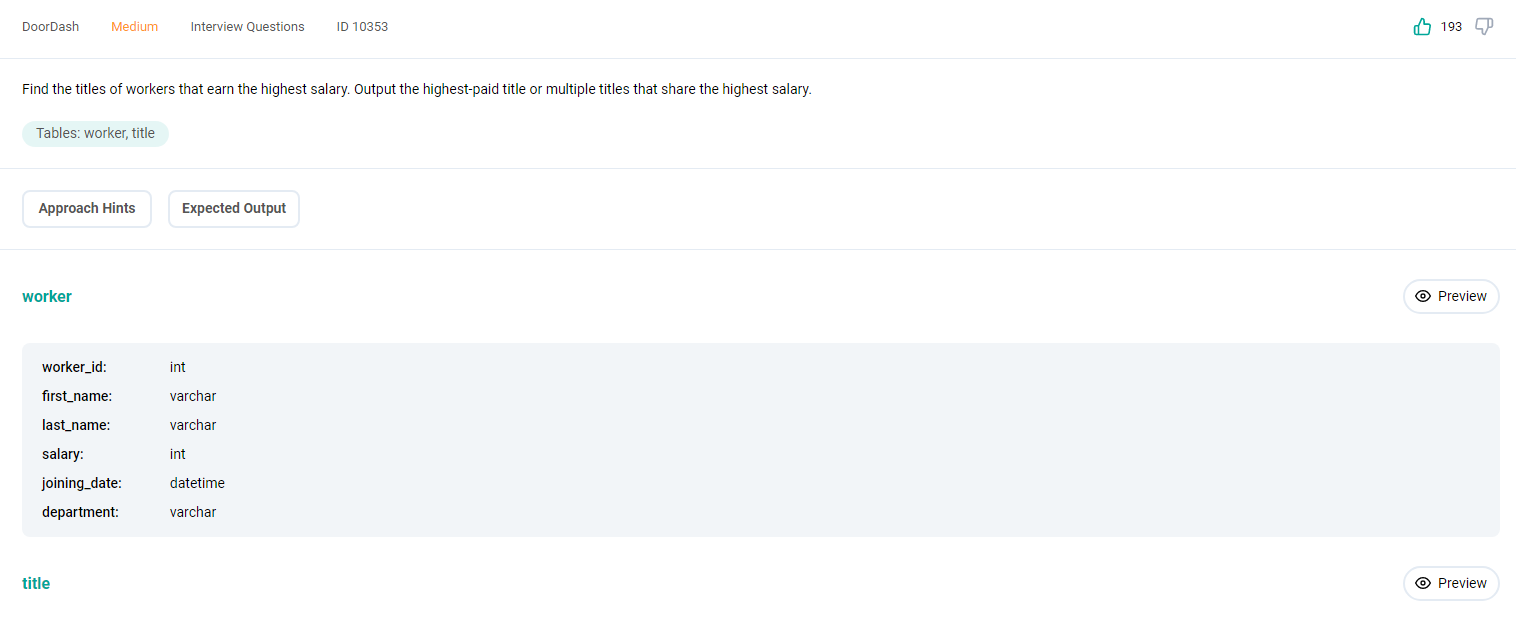 DoorDash Medium Interview Questions ID 10353 193
Find the titles of workers that earn the highest salary. Output the highest-paid title or multiple titles that share the highest salary.
Tables: worker, title
Approach Hints Expected Output
worker Preview
worker_id: int
first_name: varchar
last_name: varchar
salary: int
joining_date: datetime
department: varchar
title Preview